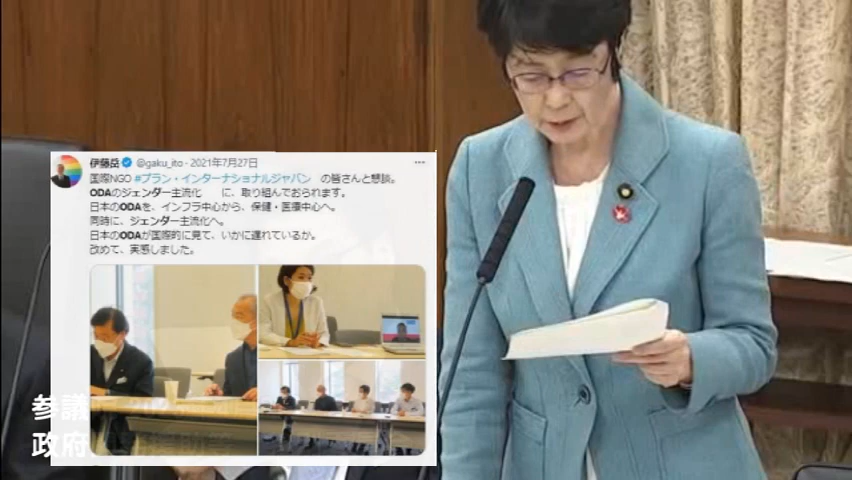 伊藤岳 @gaku_ito・2021年7月27日
国際NGO #プラン・インターナショナルジャパン の皆さんと懇談。
ODAのジェンダー主流化 に、取り組んでおられます。
日本のODAを、インフラ中心から、保健・医療中心へ。
同時に、ジェンダー主流化へ。
日本のODAが国際的に見て、いかに遅れているか。
改めて、実感しました。
参議
政府